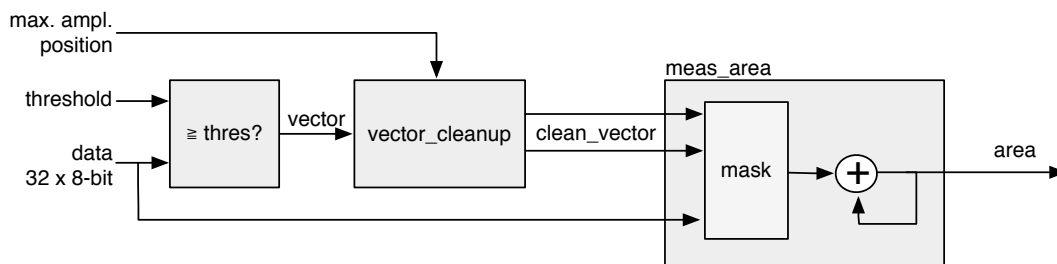 max. ampl.
position
meas_area
threshold
≧ thres?
vector
vector_cleanup
clean_vector
data
32 x 8-bit
mask
+
area